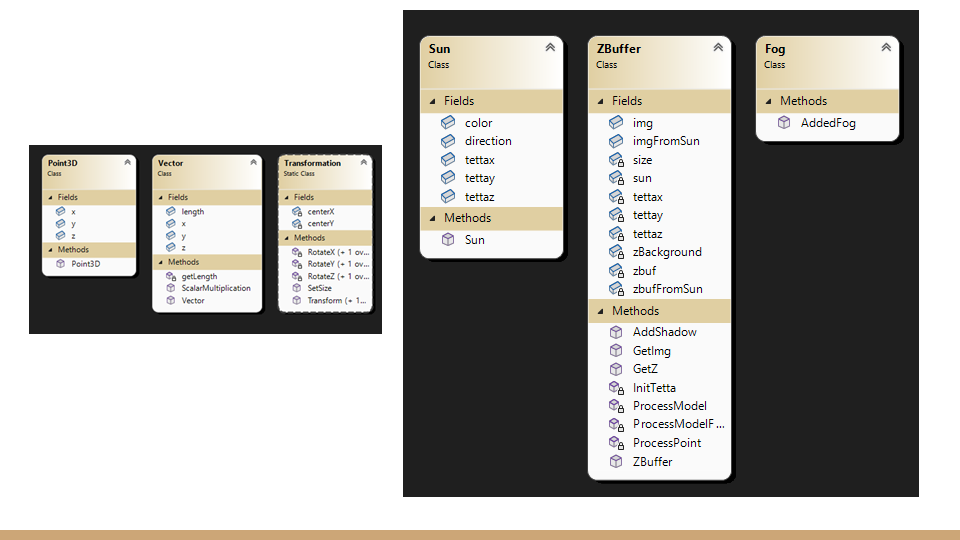 Point3D
Class
Fields
x
y
z
Methods
Point3D
Vector
Class
Fields
length
x
y
z
Methods
getLength
ScalarMultiplication
Vector
Transformation
Static Class
Fields
centerX
centerY
Methods
RotateX (+ 1 ov...
RotateY (+ 1 ov...
RotateZ (+ 1 ov...
SetSize
Transform (+ 1...
Sun
Class
Fields
color
direction
tettax
tettay
tettaz
Methods
Sun
ZBuffer
Class
Fields
img
imgFromSun
size
sun
tettax
tettay
tettaz
zBackground
zbuf
zbufFromSun
Methods
AddShadow
GetImg
GetZ
InitTetta
ProcessModel
ProcessModelF...
ProcessPoint
ZBuffer
Fog
Class
Methods
AddedFog